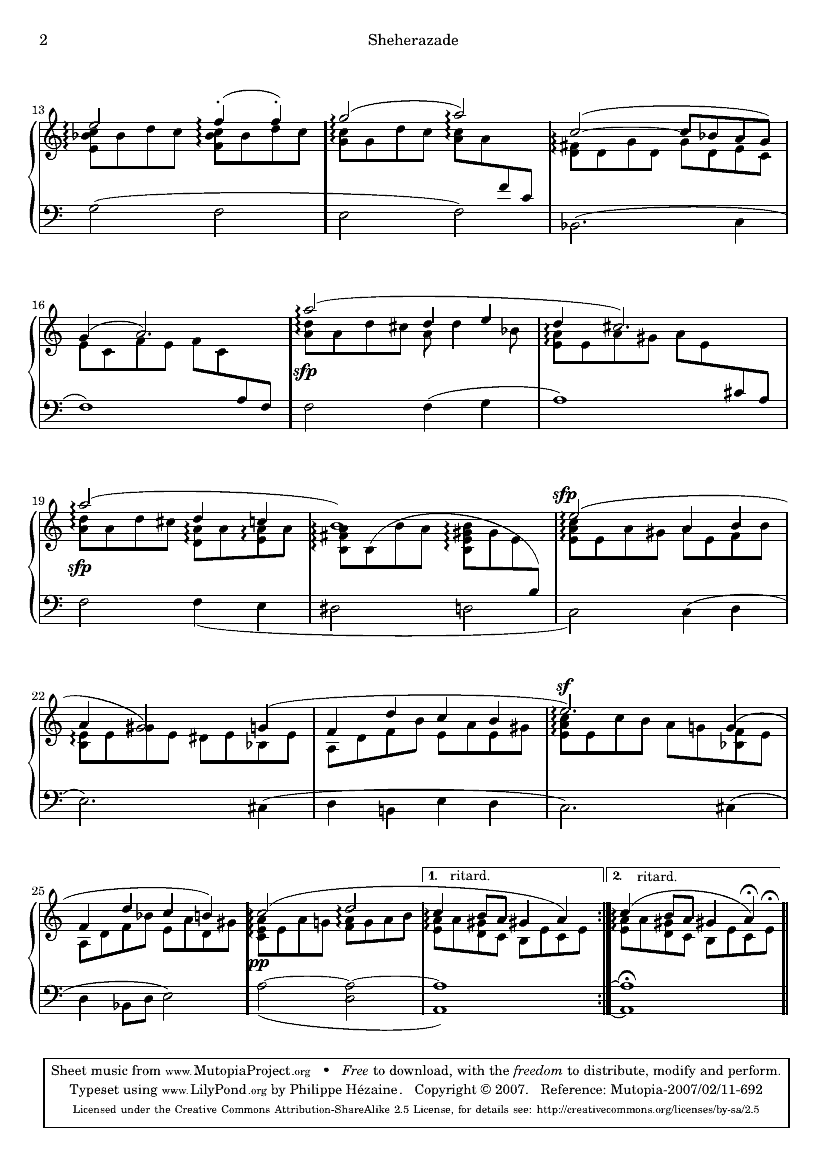 2 Sheherazade
13
16
sfp
19
sfp
sfp
22
sf
1. ritard. 2. ritard.
25
pp
Sheet music from www.MutopiaProject.org • Free to download, with the freedom to distribute, modify and perform.
Typeset using www.LilyPond.org by Philippe Hézaine. Copyright © 2007. Reference: Mutopia-2007/02/11-692
Licensed under the Creative Commons Attribution-ShareAlike 2.5 License, for details see: http://creativecommons.org/licenses/by-sa/2.5